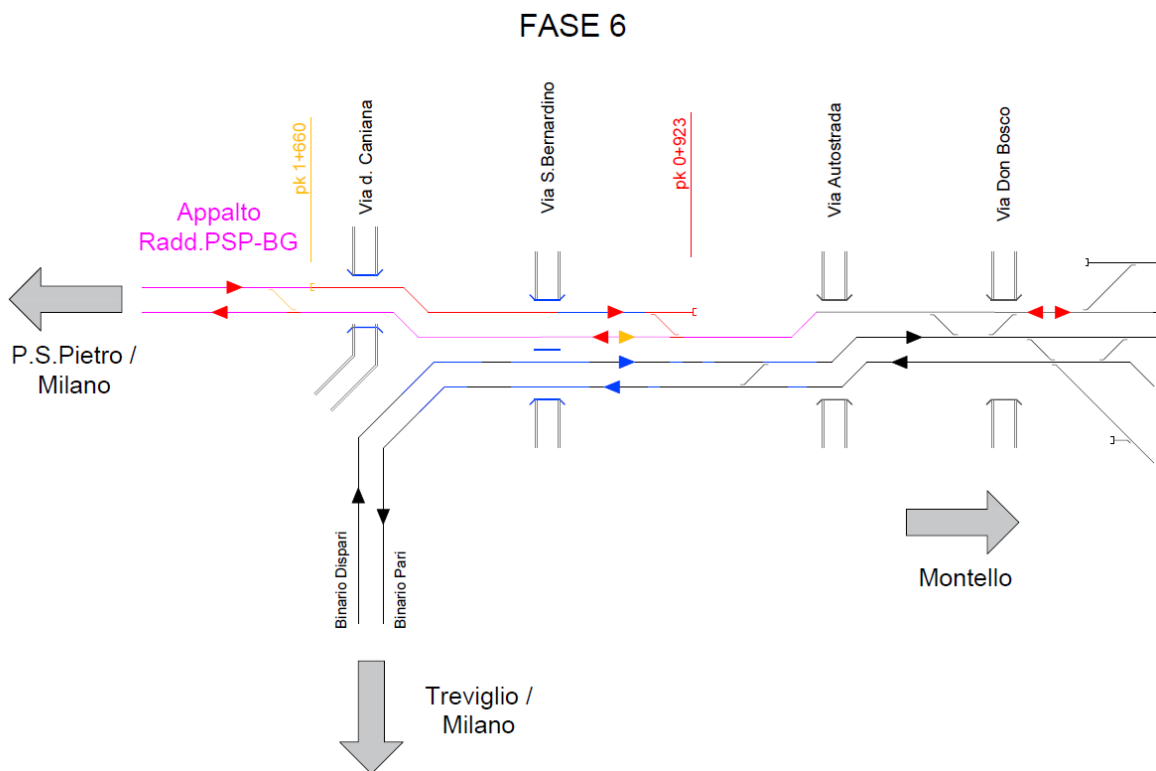 FASE 6
pk 1+660
Via d. Caniana
Via S.Bernardino
pk 0+923
Via Autostrada
Via Don Bosco
Appalto
Radd.PSP-BG
P.S.Pietro /
Milano
Binario Dispari
Binario Pari
Montello
Treviglio /
Milano